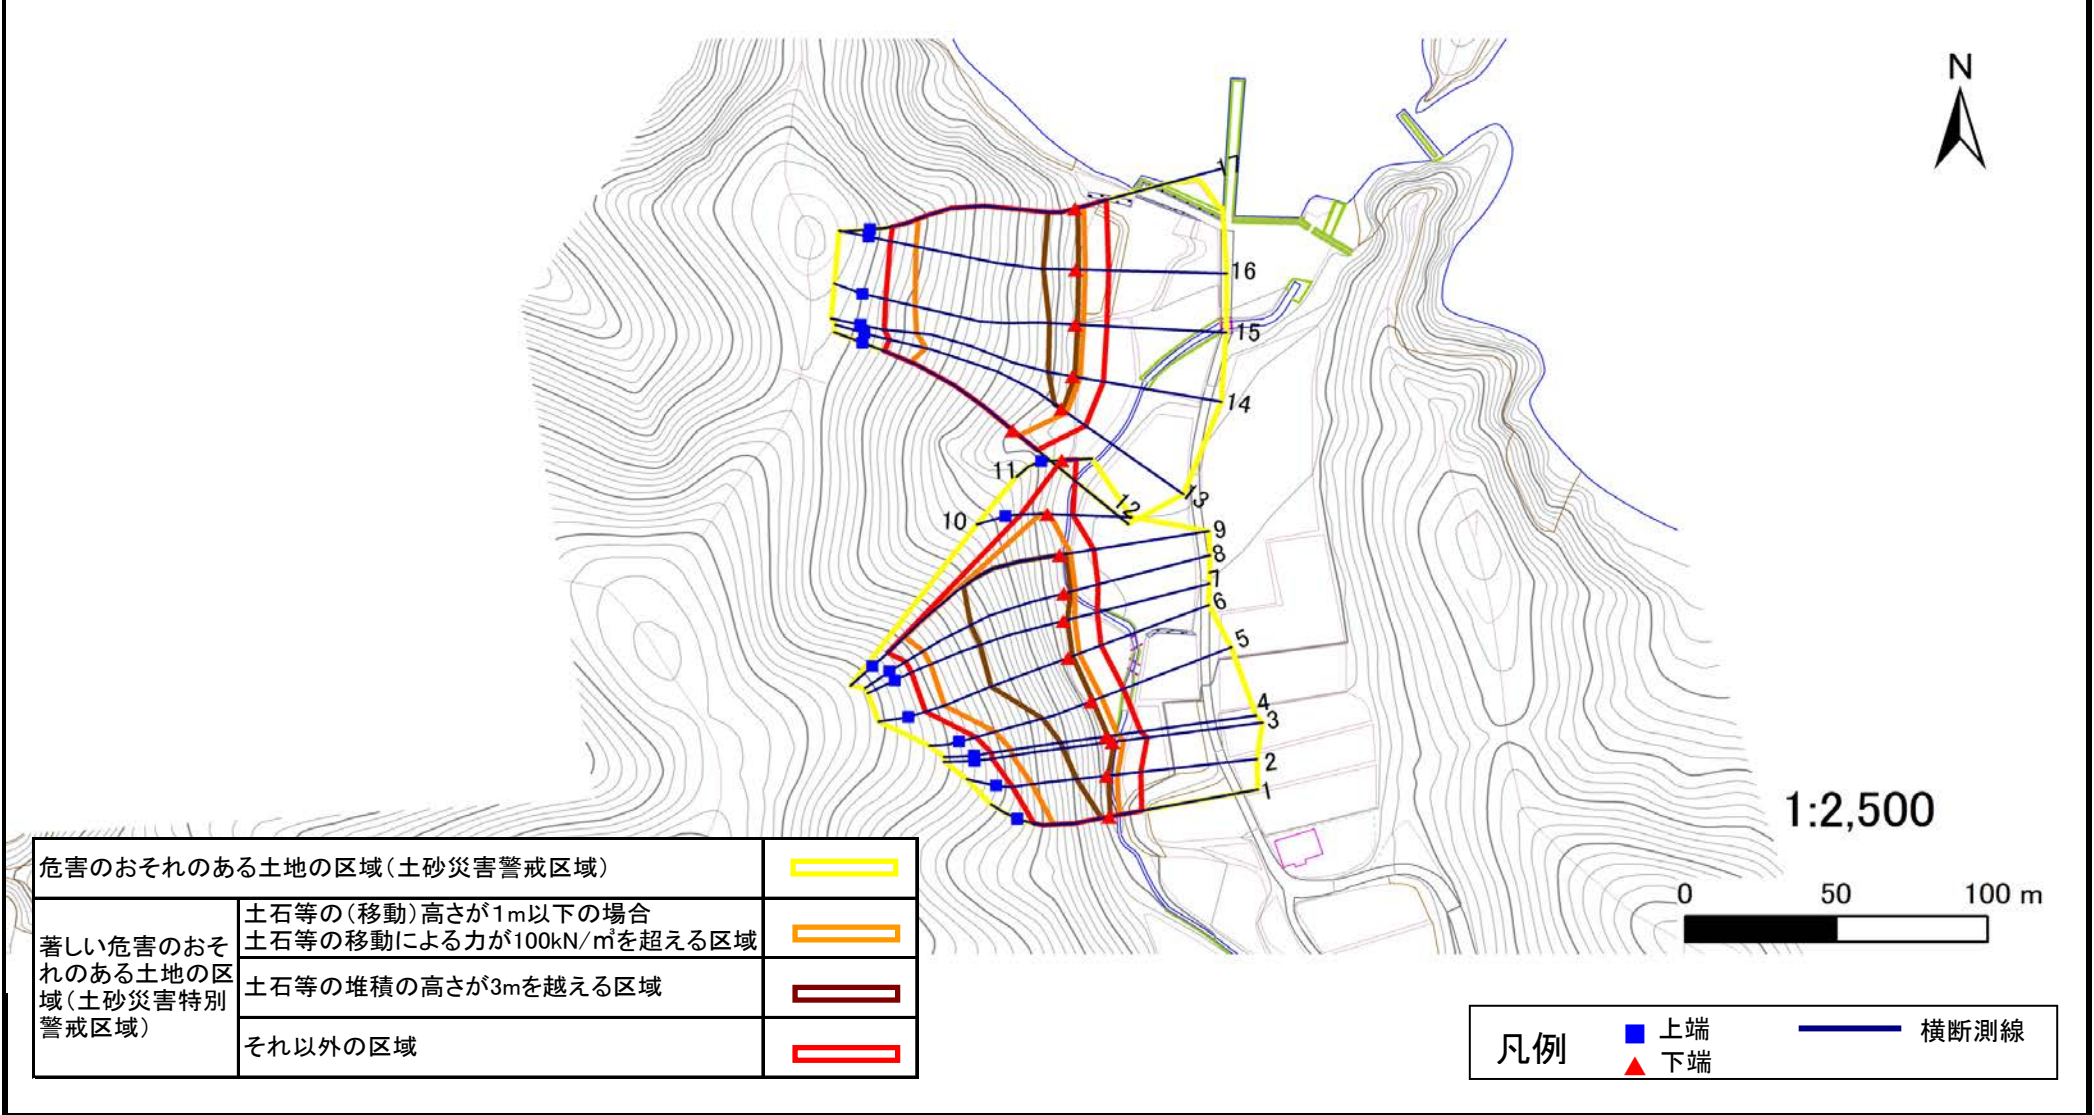 N
17
16
15
14
13
12
11
10
9
8
7
6
5
4
3
2
1
1:2,500
0 50 100 m
危害のおそれのある土地の区域(土砂災害警戒区域)
著しい危害のおそ
れのある土地の区
域(土砂災害特別
警戒区域)
土石等の(移動)高さが1m以下の場合
土石等の移動による力が100kN/㎥を超える区域
土石等の堆積の高さが3mを越える区域
それ以外の区域
凡例
上端
下端
横断測線